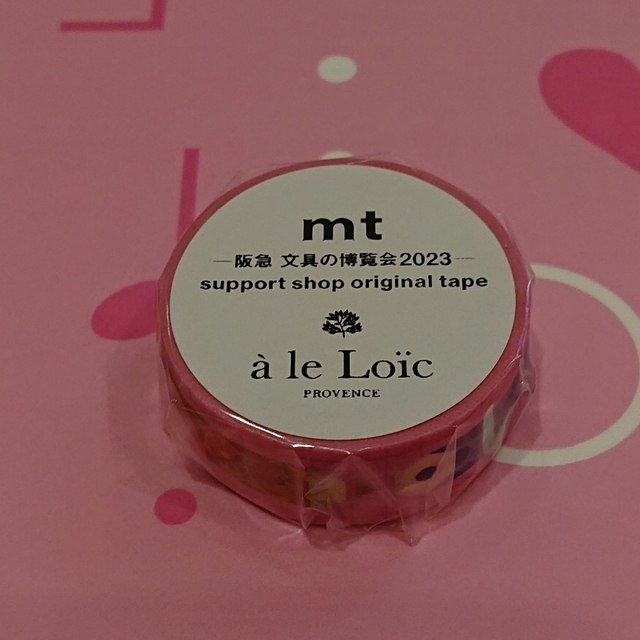 mt
阪急 文具の博覧会2023
support shop original tape
à le Loïc
PROVENCE